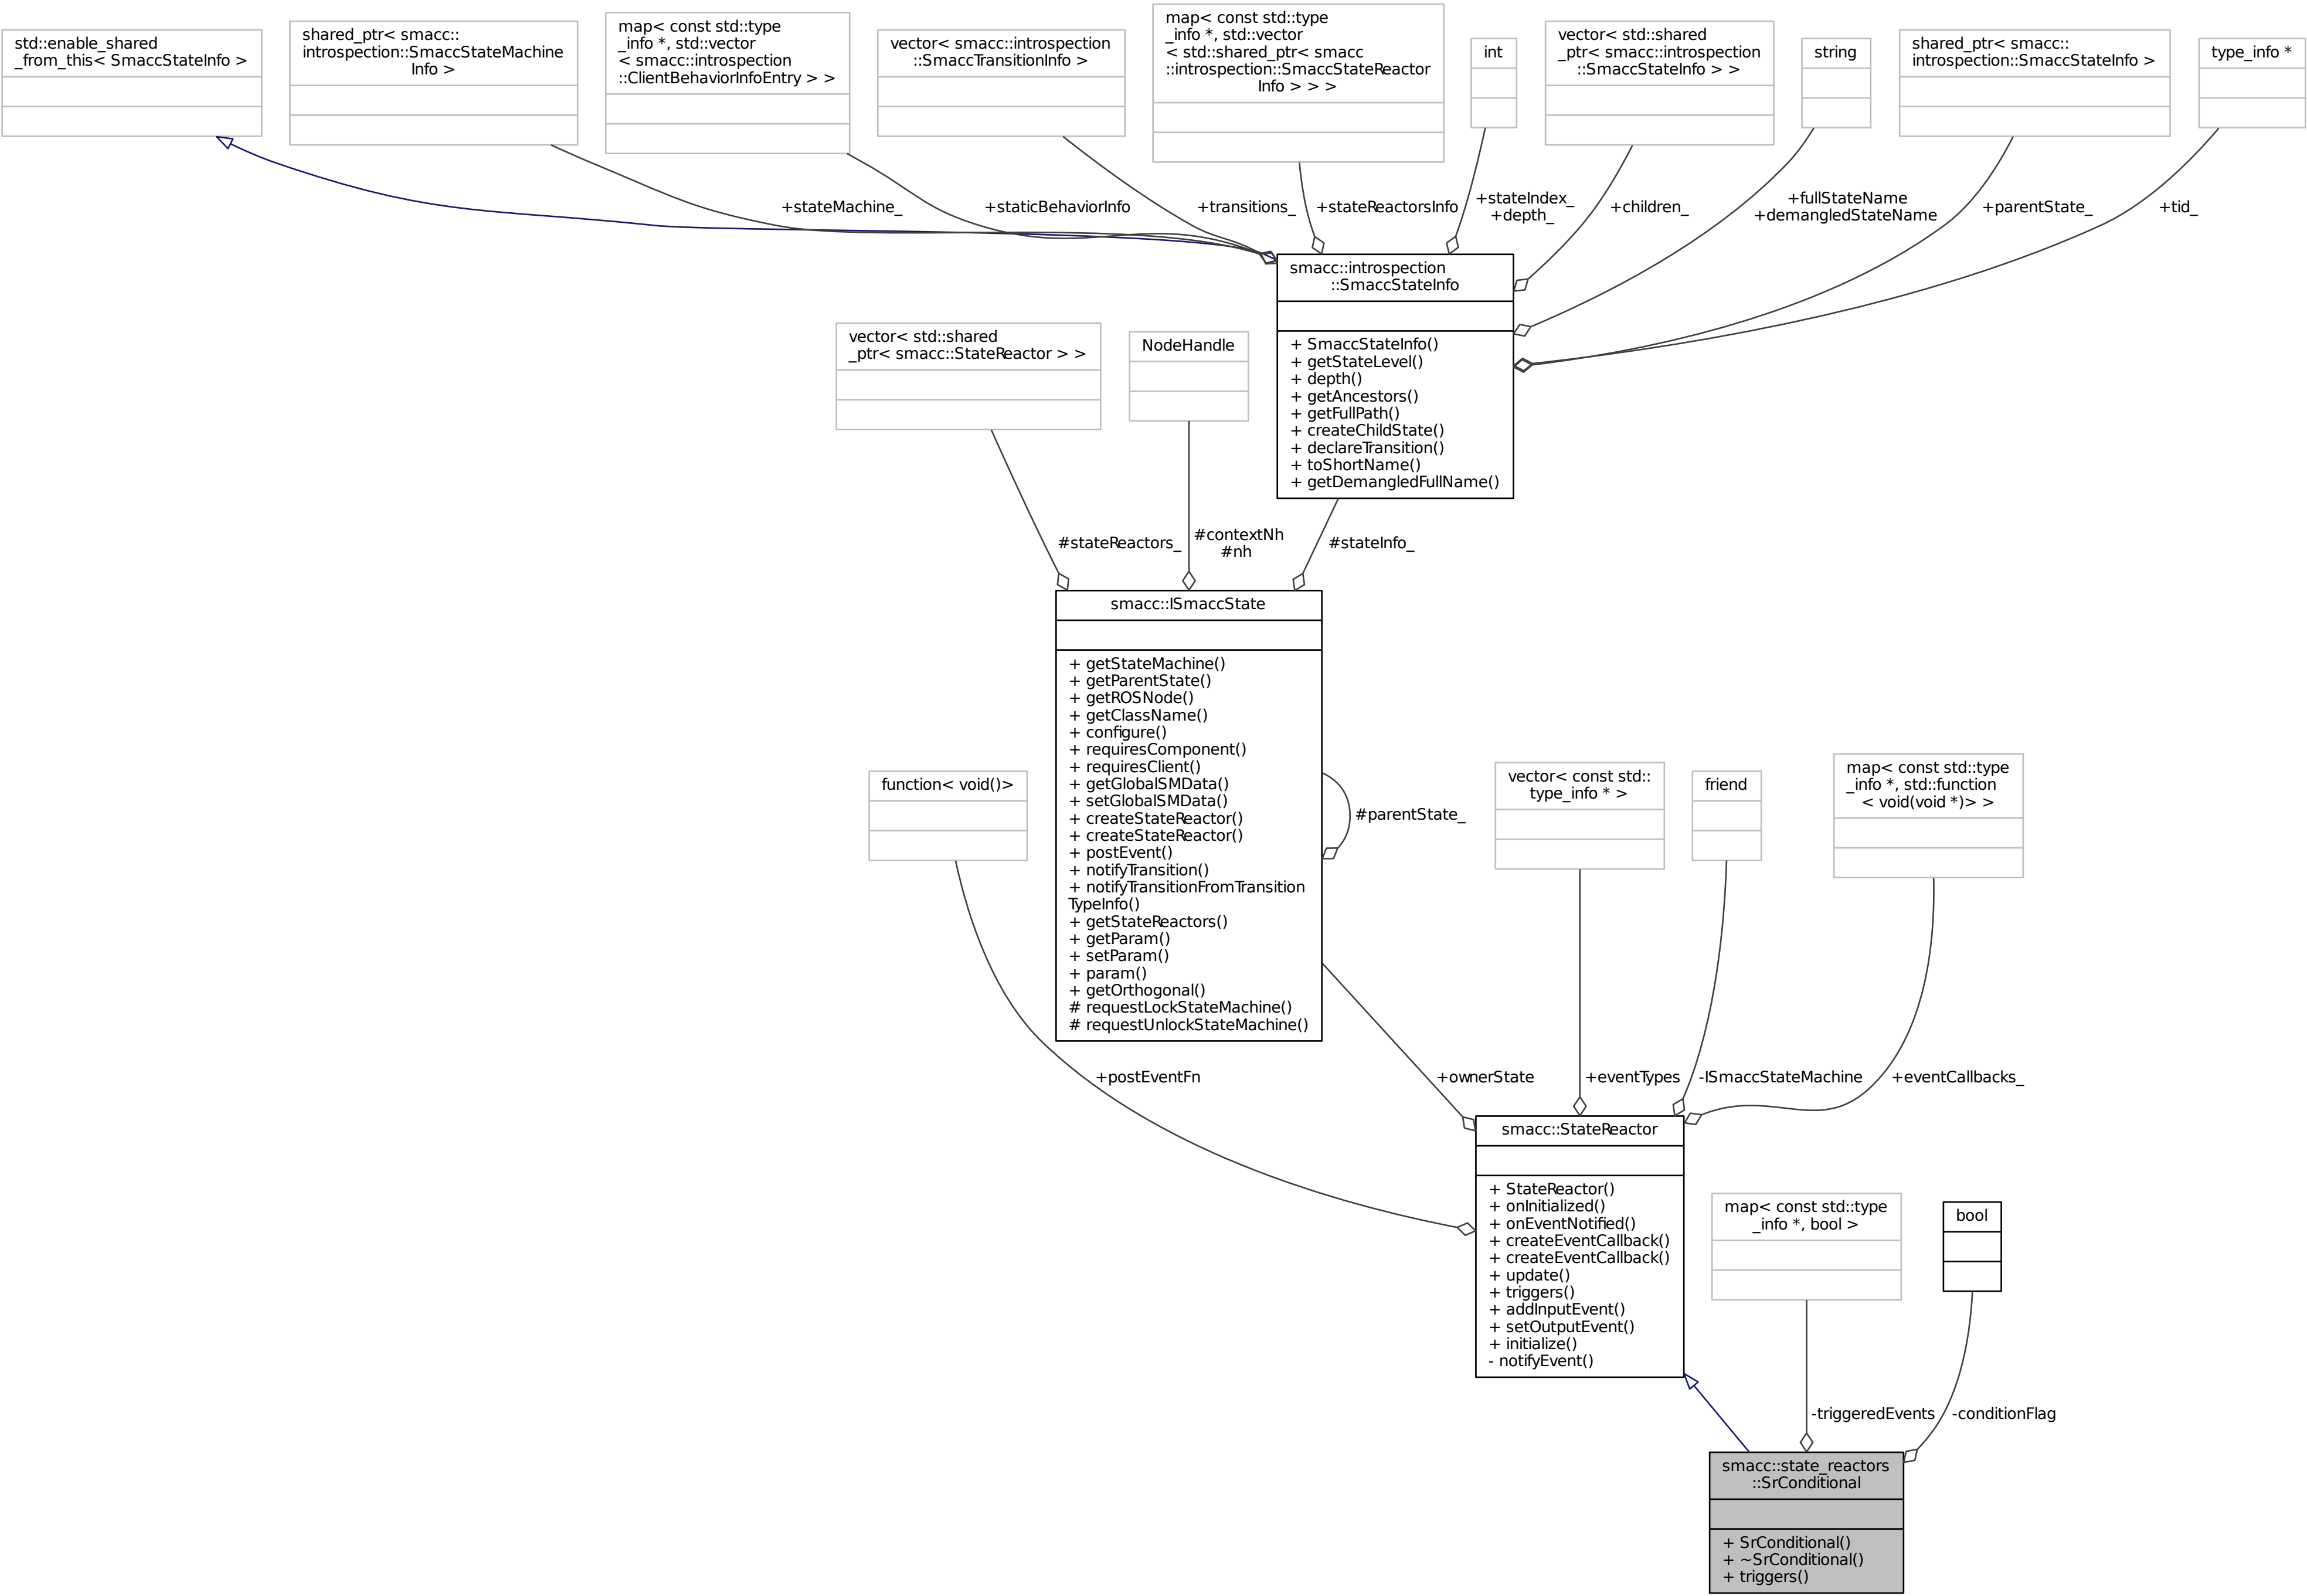 std::enable_shared
_from_this< SmaccStateInfo >
shared_ptr< smacc::
introspection::SmaccStateMachine
Info >
map< const std::type
_info *, std::vector
< smacc::introspection
::ClientBehaviorInfoEntry > >
vector< smacc::introspection
::SmaccTransitionInfo >
map< const std::type
_info *, std::vector
< std::shared_ptr< smacc
::introspection::SmaccStateReactor
Info > > >
int
vector< std::shared
_ptr< smacc::introspection
::SmaccStateInfo > >
string
shared_ptr< smacc::
introspection::SmaccStateInfo >
type_info *
+stateMachine_
+staticBehaviorInfo
+transitions_
+stateReactorsInfo
+stateIndex_
+depth_
+children_
+fullStateName
+demangledStateName
+parentState_
+tid_
smacc::introspection
::SmaccStateInfo
+ SmaccStateInfo()
+ getStateLevel()
+ depth()
+ getAncestors()
+ getFullPath()
+ createChildState()
+ declareTransition()
+ toShortName()
+ getDemangledFullName()
vector< std::shared
_ptr< smacc::StateReactor > >
NodeHandle
#stateReactors_
#contextNh
#nh
#stateInfo_
smacc::ISmaccState
+ getStateMachine()
+ getParentState()
+ getROSNode()
+ getClassName()
+ configure()
+ requiresComponent()
+ requiresClient()
+ getGlobalSMData()
+ setGlobalSMData()
+ createStateReactor()
+ createStateReactor()
+ postEvent()
+ notifyTransition()
+ notifyTransitionFromTransition
TypeInfo()
+ getStateReactors()
+ getParam()
+ setParam()
+ param()
+ getOrthogonal()
# requestLockStateMachine()
# requestUnlockStateMachine()
#parentState_
function< void()>
vector< const std::
type_info * >
friend
map< const std::type
_info *, std::function
< void(void *)> >
+postEventFn
+ownerState
+eventTypes
-ISmaccStateMachine
+eventCallbacks_
smacc::StateReactor
+ StateReactor()
+ onInitialized()
+ onEventNotified()
+ createEventCallback()
+ createEventCallback()
+ update()
+ triggers()
+ addInputEvent()
+ setOutputEvent()
+ initialize()
- notifyEvent()
map< const std::type
_info *, bool >
bool
-triggeredEvents
-conditionFlag
smacc::state_reactors
::SrConditional
+ SrConditional()
+ ~SrConditional()
+ triggers()